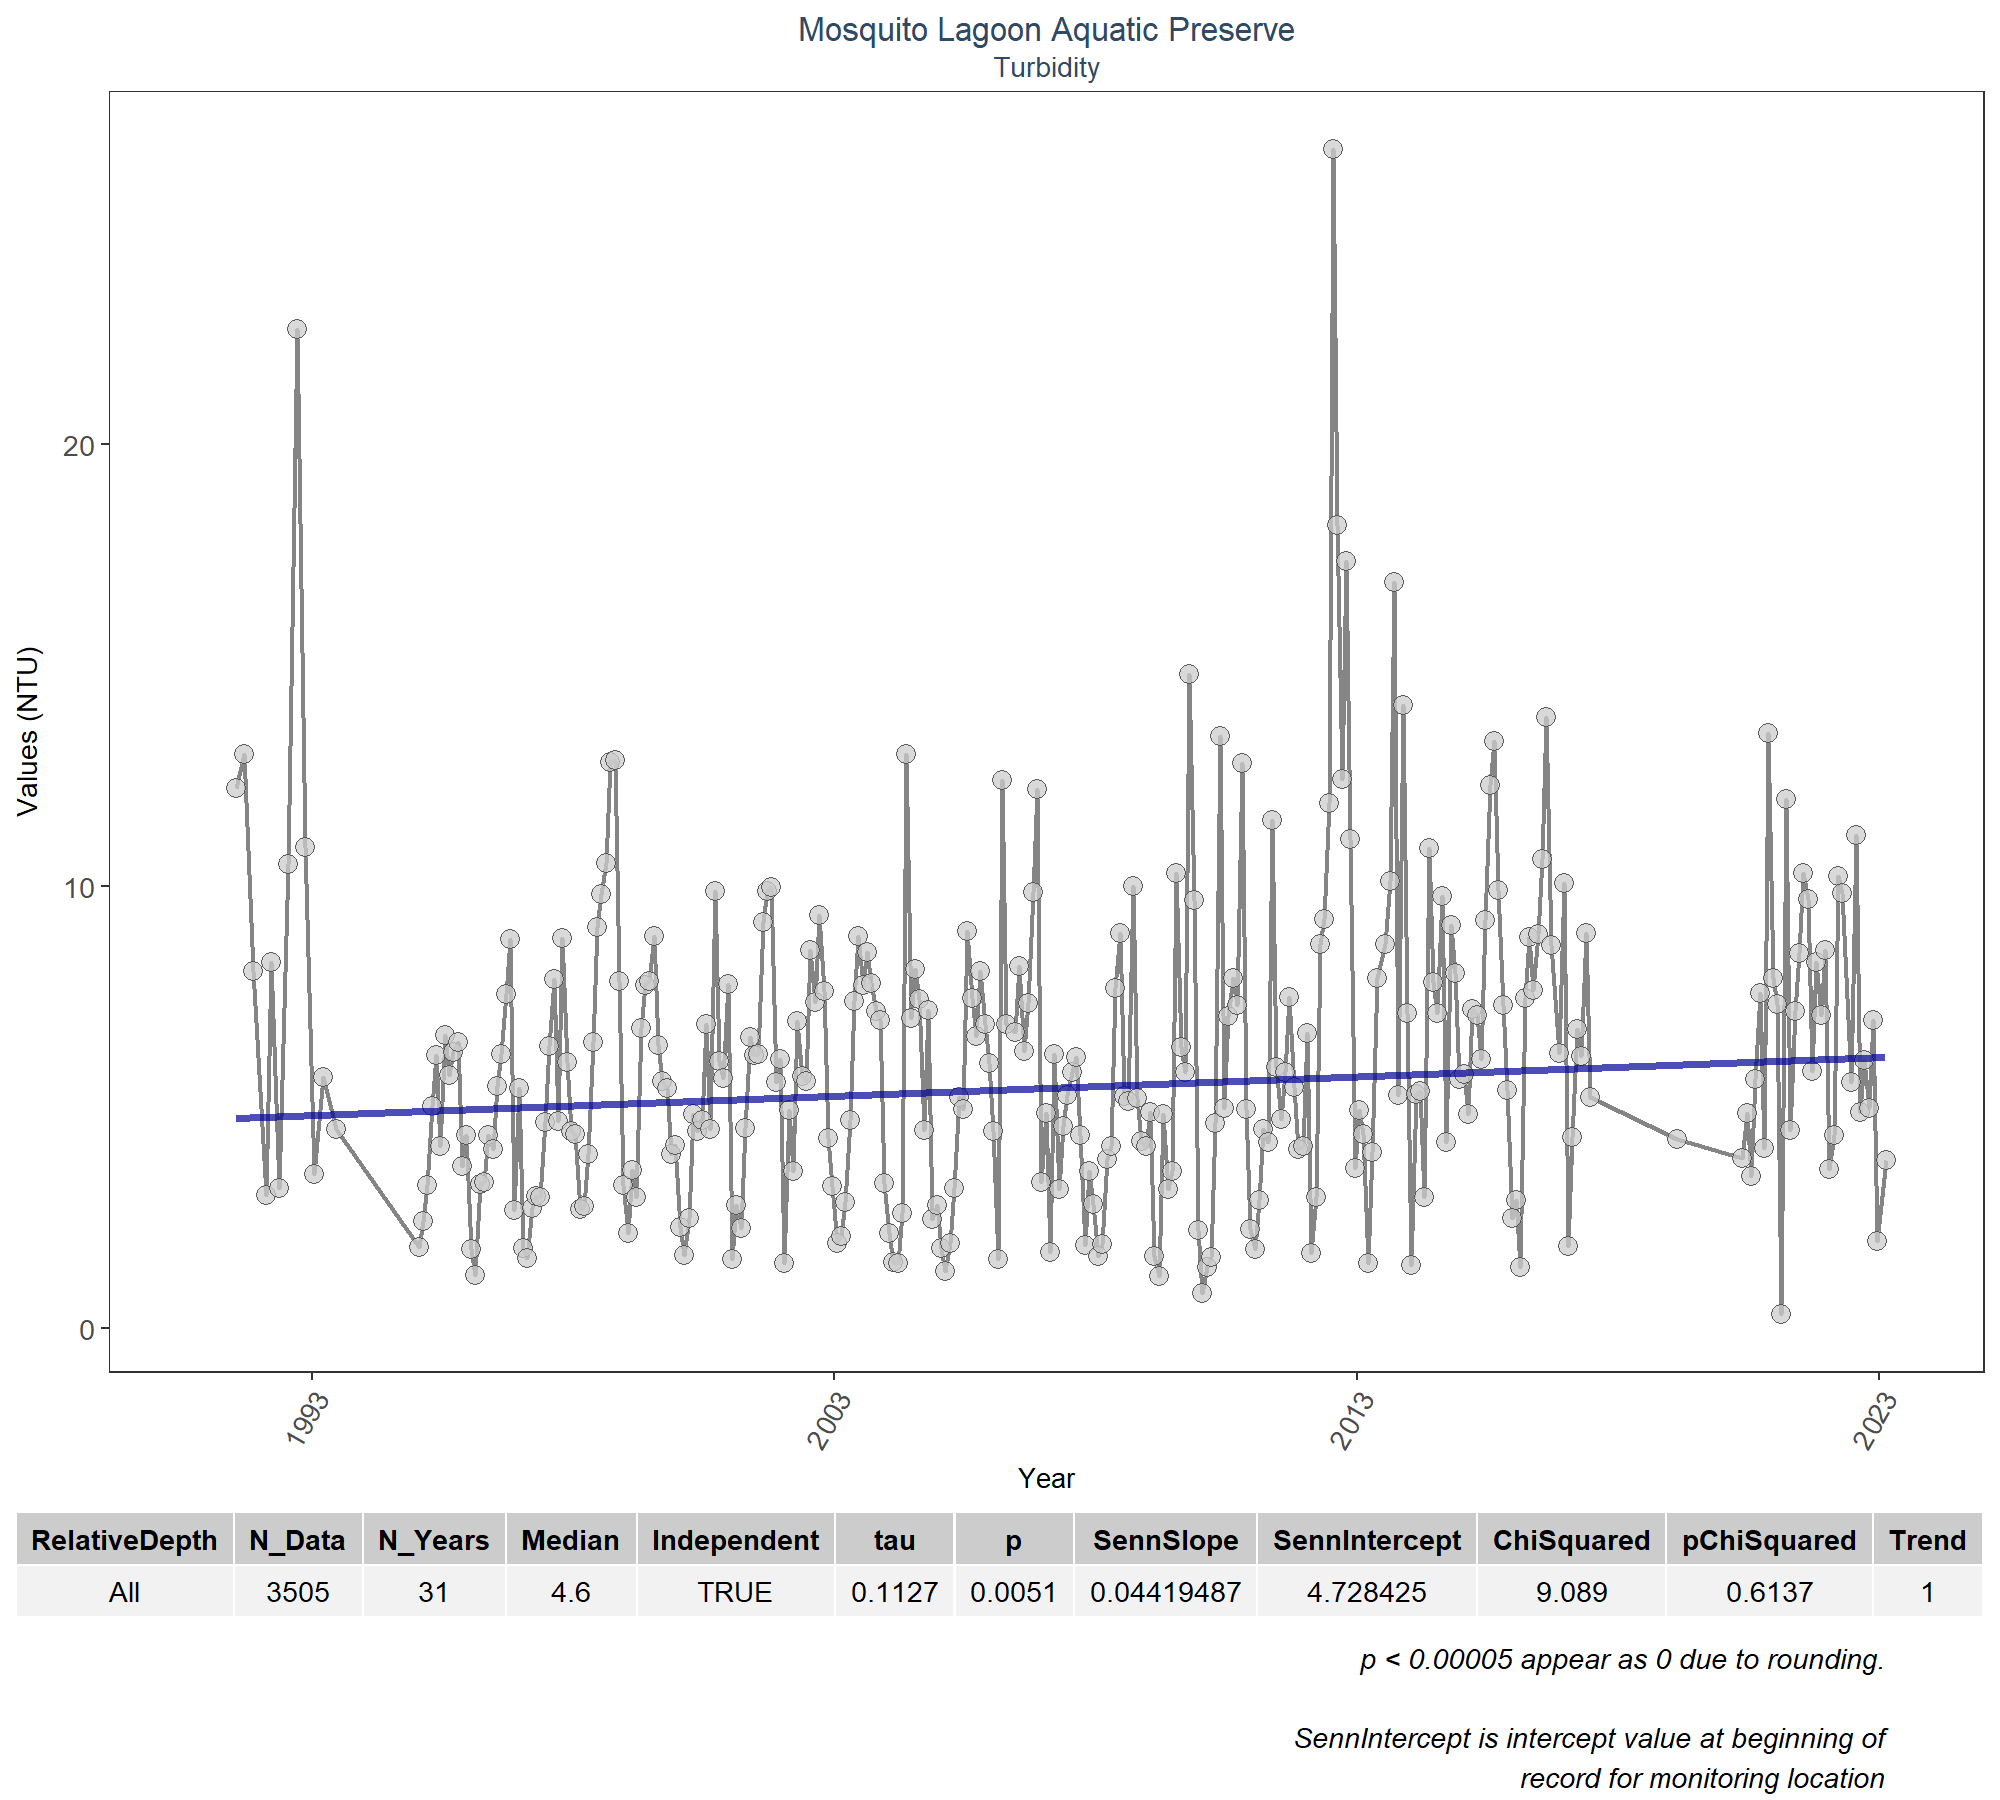 Mosquito Lagoon Aquatic Preserve
Turbidity
Values (NTU)
20
10
0
1993 2003 2013 2023
Year
RelativeDepth N_Data N_Years Median Independent tau p SennSlope SennIntercept ChiSquared pChiSquared Trend
All 3505 31 4.6 TRUE 0.1127 0.0051 0.04419487 4.728425 9.089 0.6137 1
p < 0.00005 appear as 0 due to rounding.
SennIntercept is intercept value at beginning of
record for monitoring location